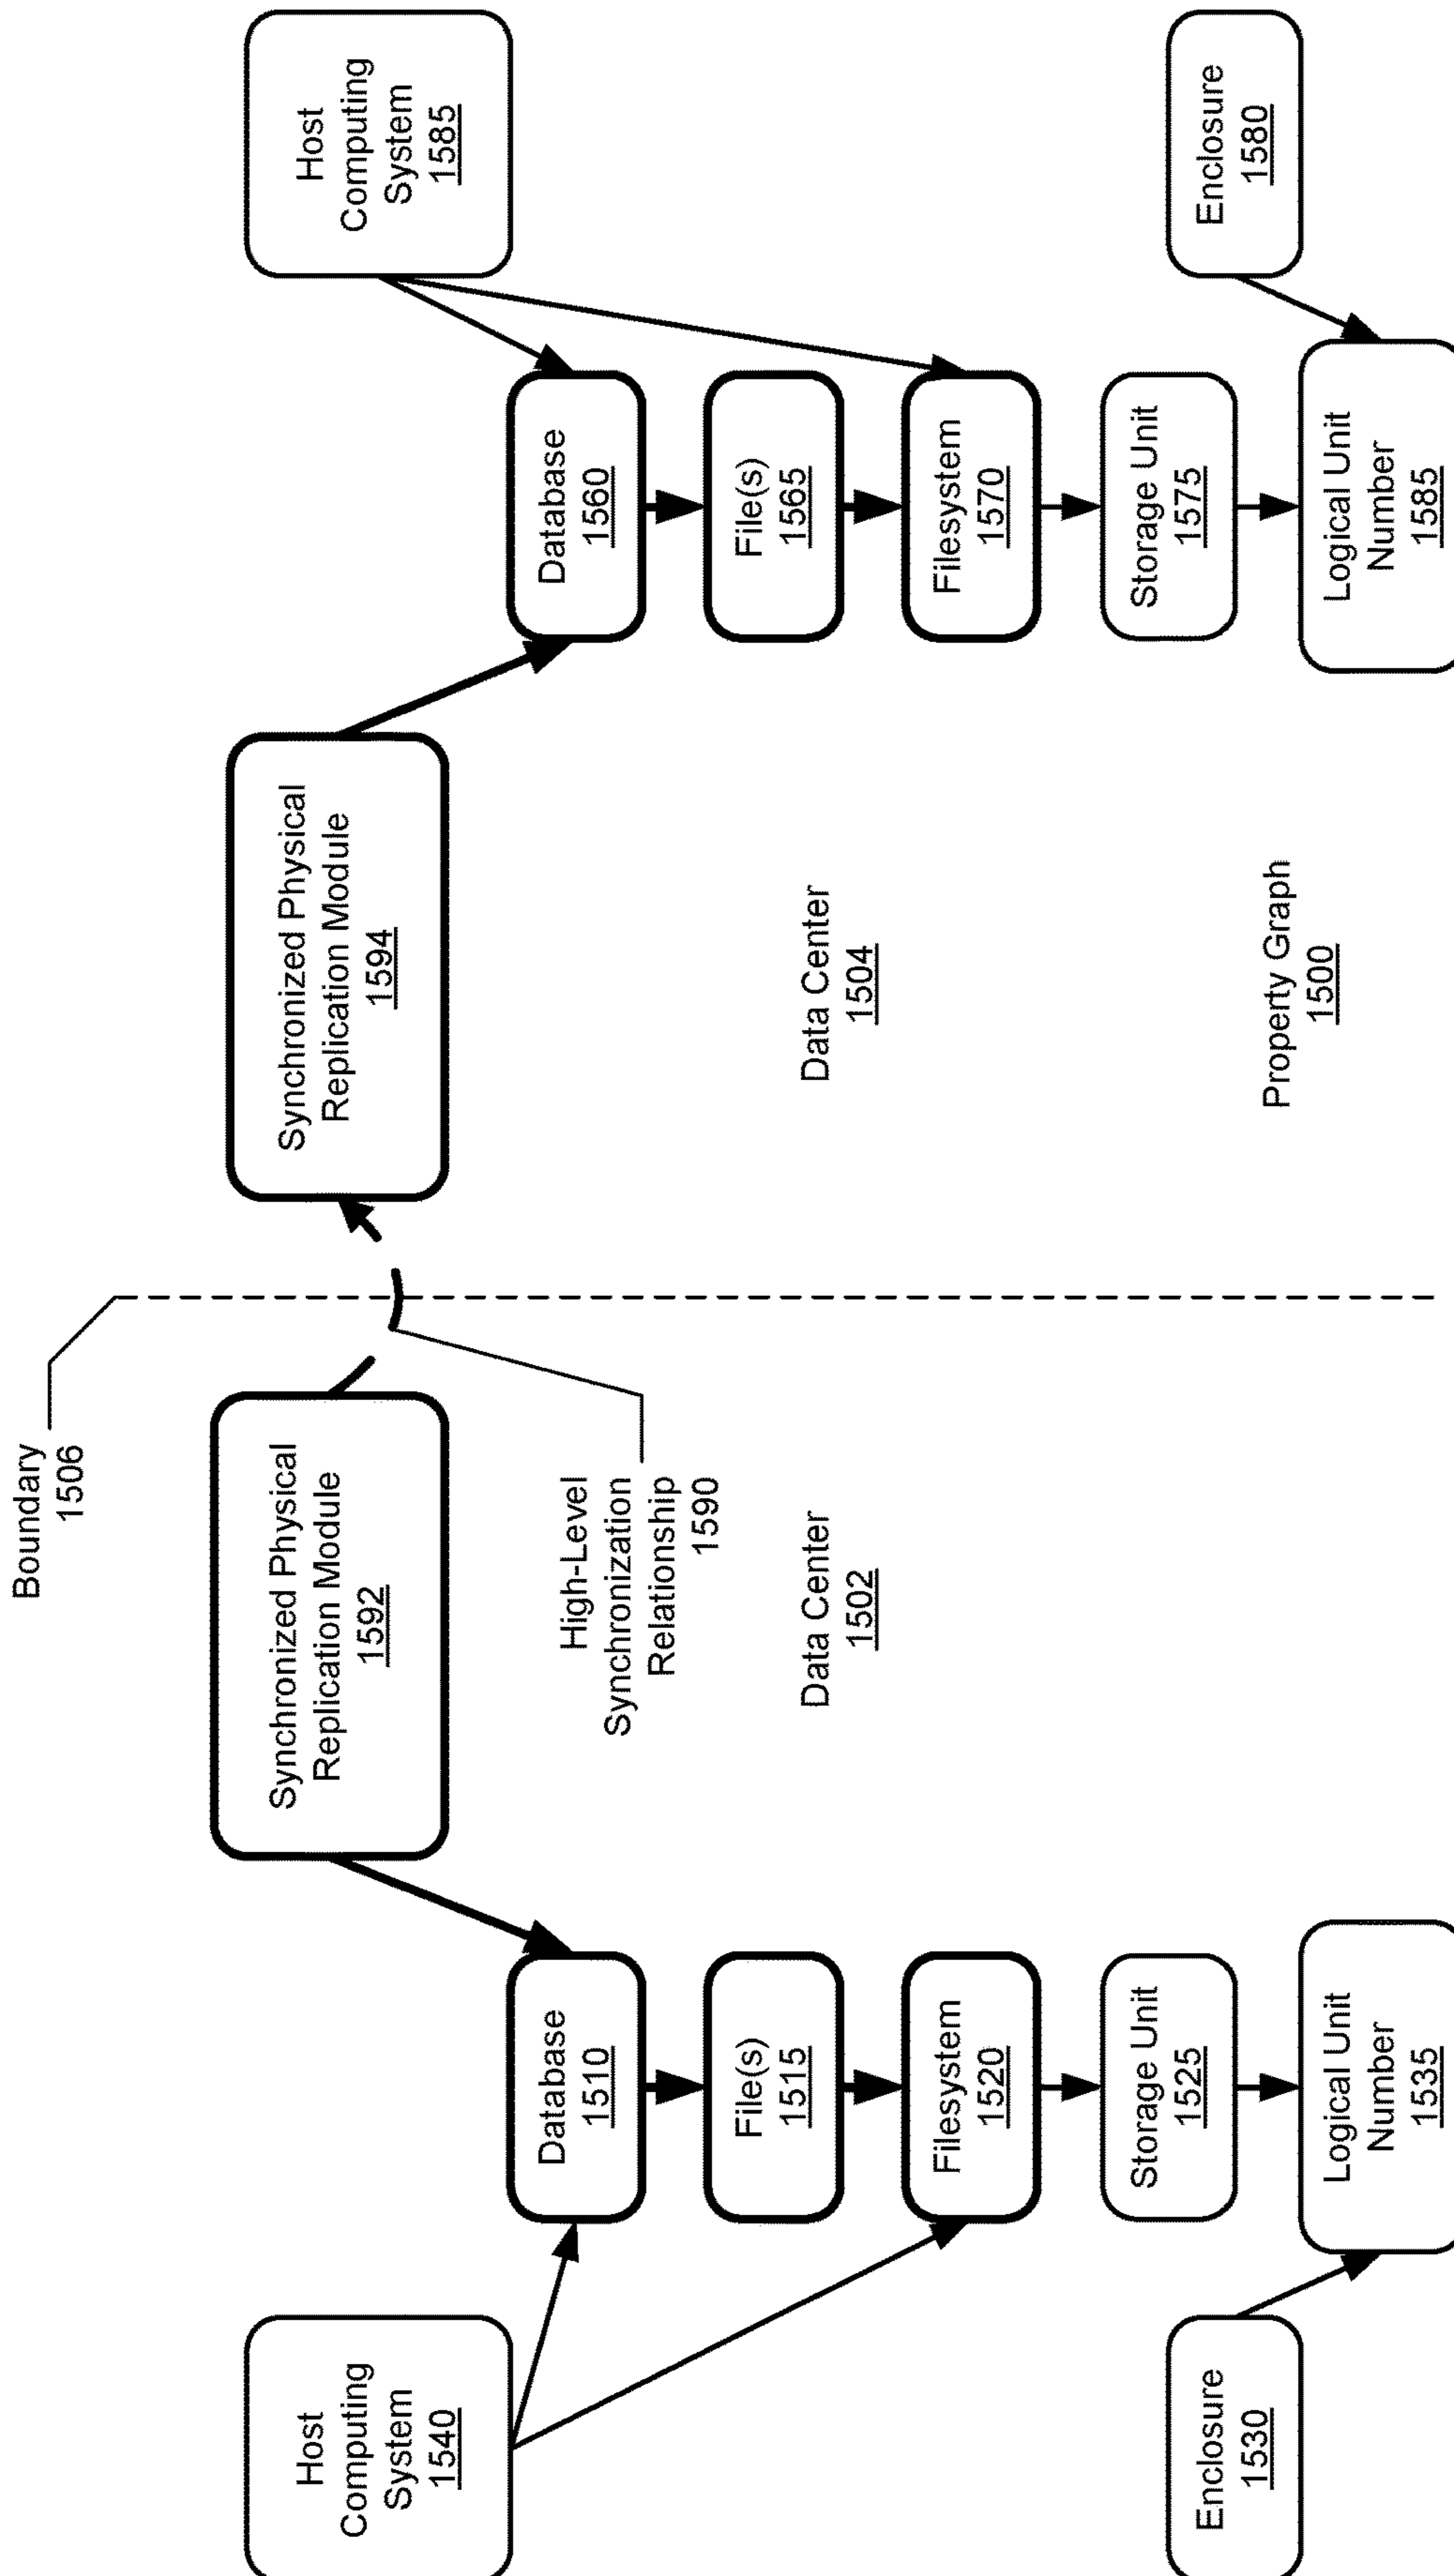 Boundary
1506
Host
Computing
System
1540
Synchronized Physical
Replication Module
1592
Synchronized Physical
Replication Module
1594
Host
Computing
System
1585
High-Level
Synchronization
Relationship
1590
Database
1510
Database
1560
File(s)
1515
File(s)
1565
Data Center
1502
Data Center
1504
Filesystem
1520
Filesystem
1570
Storage Unit
1525
Storage Unit
1575
Enclosure
1530
Property Graph
1500
Enclosure
1580
Logical Unit
Number
1535
Logical Unit
Number
1585